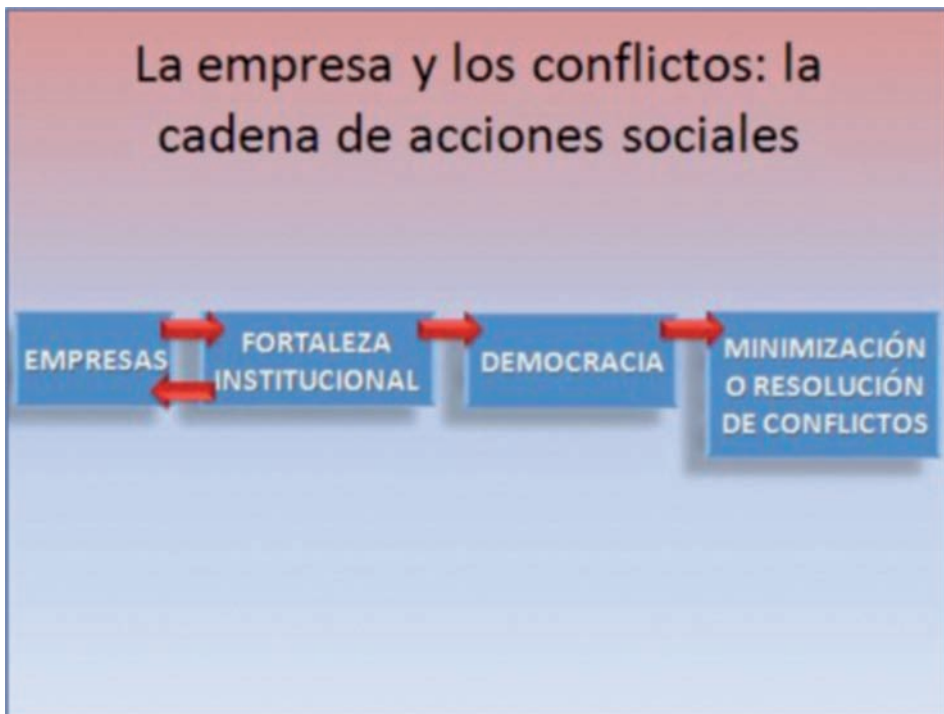 La empresa y los conflictos: la
cadena de acciones sociales
EMPRESAS
FORTALEZA
INSTITUCIONAL
DEMOCRACIA
MINIMIZACIÓN
O RESOLUCIÓN
DE CONFLICTOS